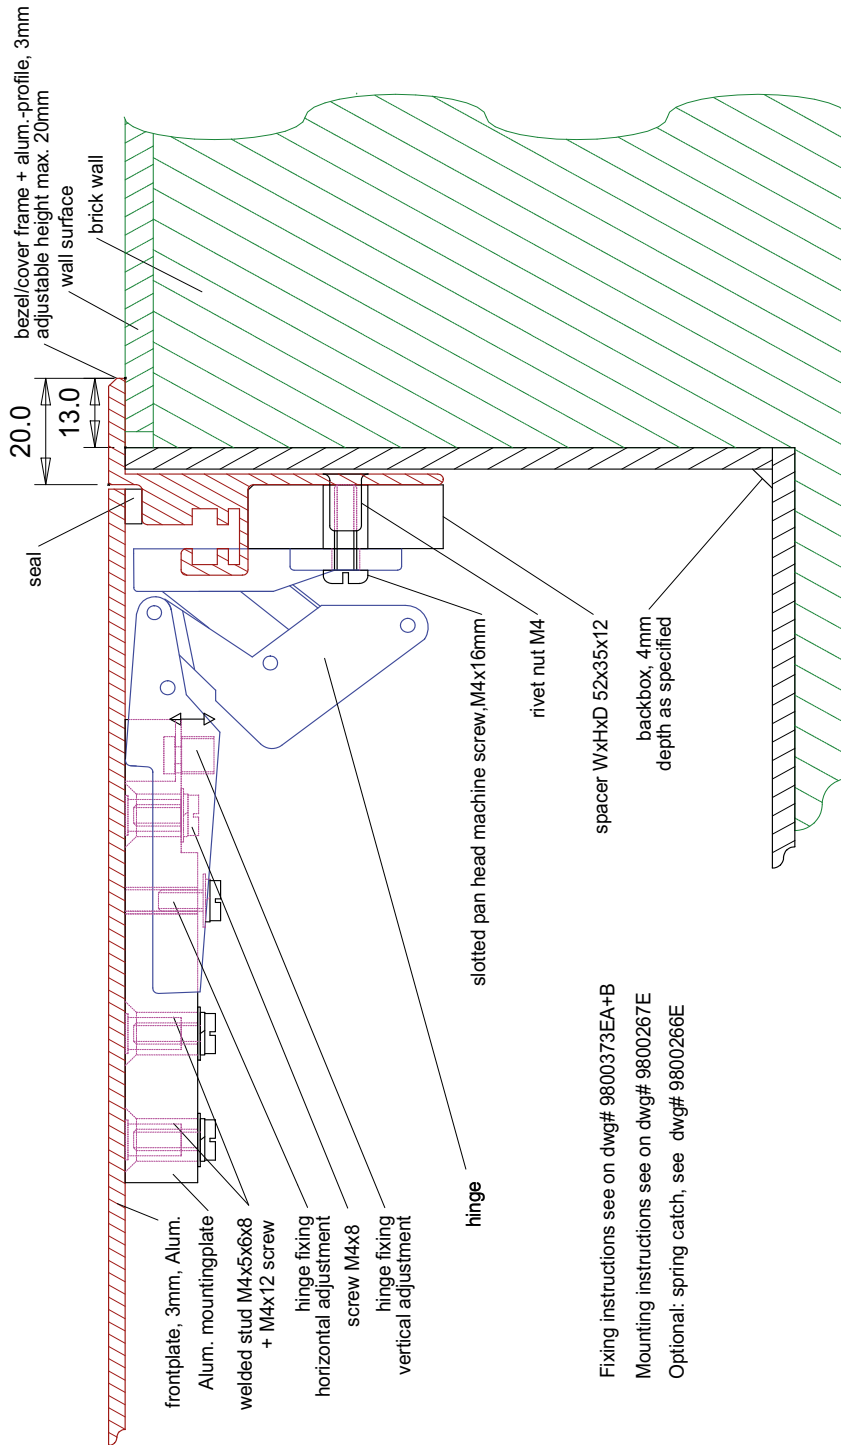 bezel/cover frame + alum.-profile, 3mm
adjustable height max. 20mm
wall surface
brick wall
20.0
13.0
seal
slotted pan head machine screw,M4x16mm
rivet nut M4
spacer WxHxD 52x35x12
backbox, 4mm
depth as specified
frontplate, 3mm, Alum.
Alum. mountingplate
welded stud M4x5x6x8
+ M4x12 screw
hinge fixing
horizontal adjustment
screw M4x8
hinge fixing
vertical adjustment
hinge
Fixing instructions see on dwg# 9800373EA+B
Mounting instructions see on dwg# 9800267E
Optional: spring catch, see dwg# 9800266E